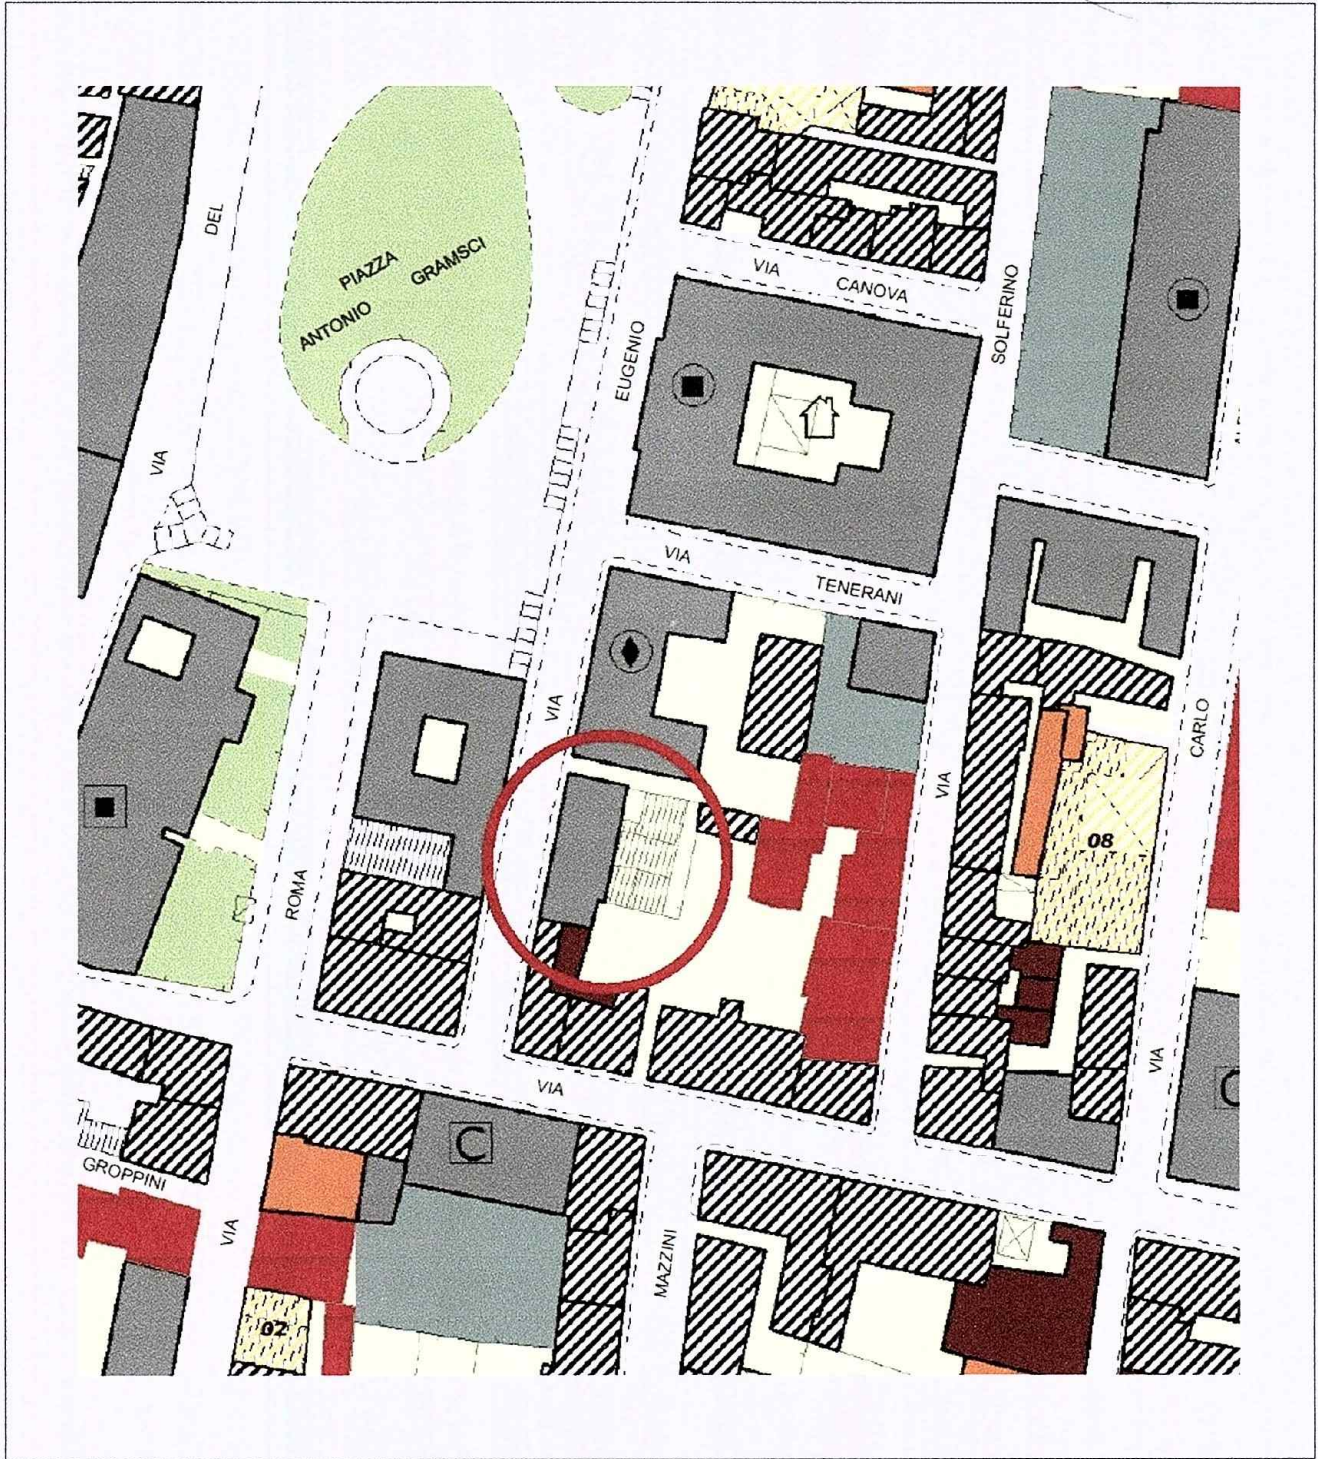 DEL
PIAZZA
GRAMSCI
ANTONIO
VIA
CANOVA
SOLFERINO
EUGENIO
VIA
VIA
TENERANI
VIA
CARLO
VIA
08
ROMA
VIA
VIA
C
C
GROPPINI
VIA
MAZZINI
02